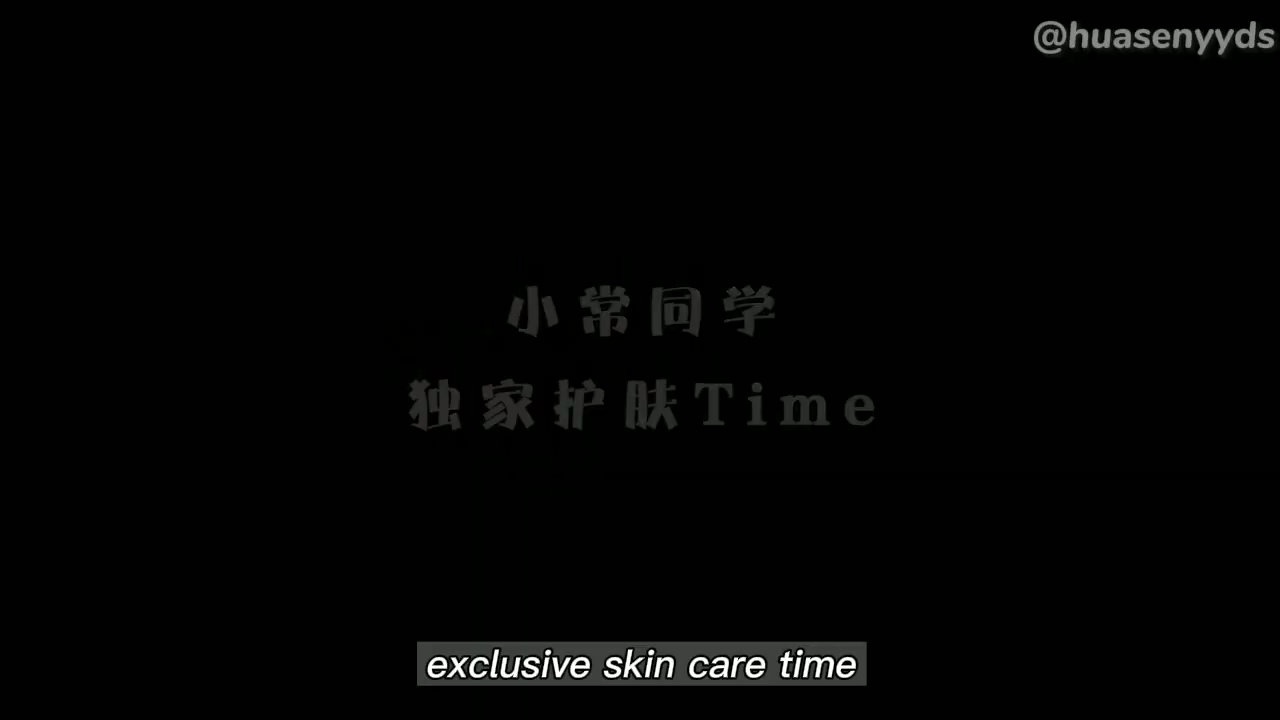 @huasenyyds
小常同学
独家护肤Time
exclusive skin care time